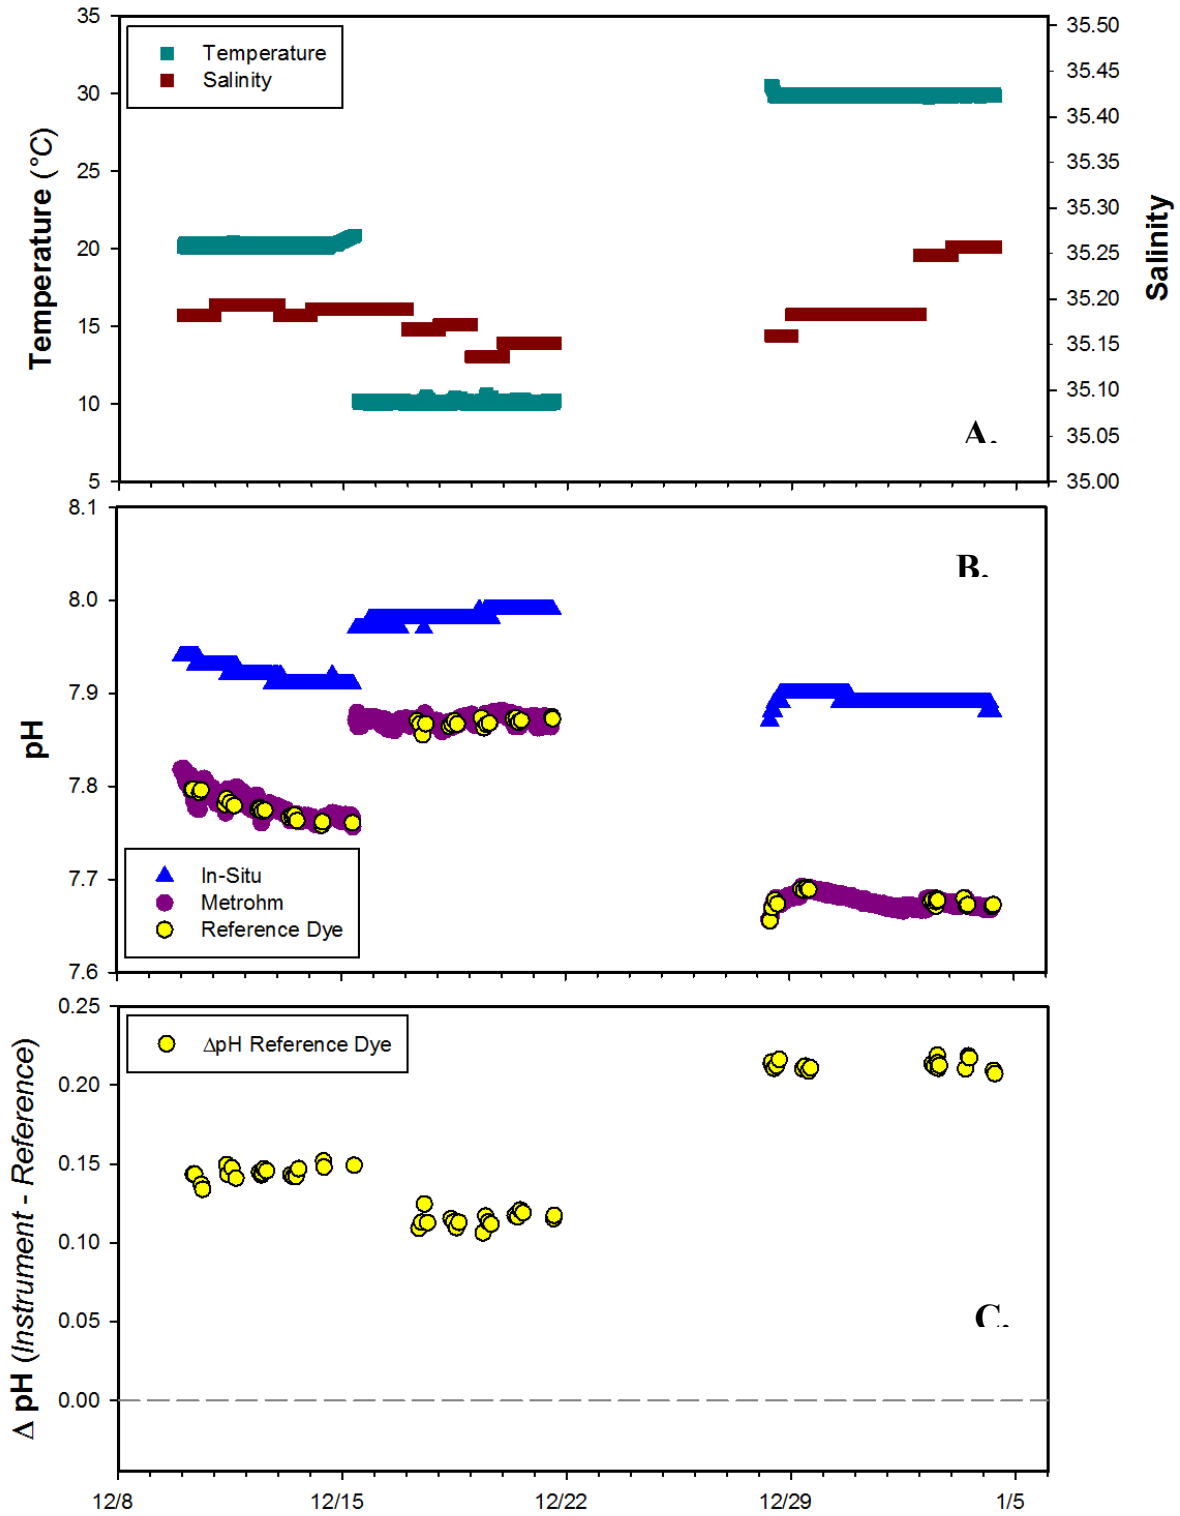 35
30
25
20
15
10
5
Temperature (°C)
Temperature
Salinity
35.50
35.45
35.40
35.35
35.30
35.25
35.20
35.15
35.10
35.05
35.00
Salinity
A.
8.1
8.0
7.9
7.8
7.7
7.6
pH
B.
In-Situ
Metrohm
Reference Dye
0.25
0.20
0.15
0.10
0.05
0.00
Δ pH (Instrument - Reference)
ΔpH Reference Dye
C.
12/8
12/15
12/22
12/29
1/5